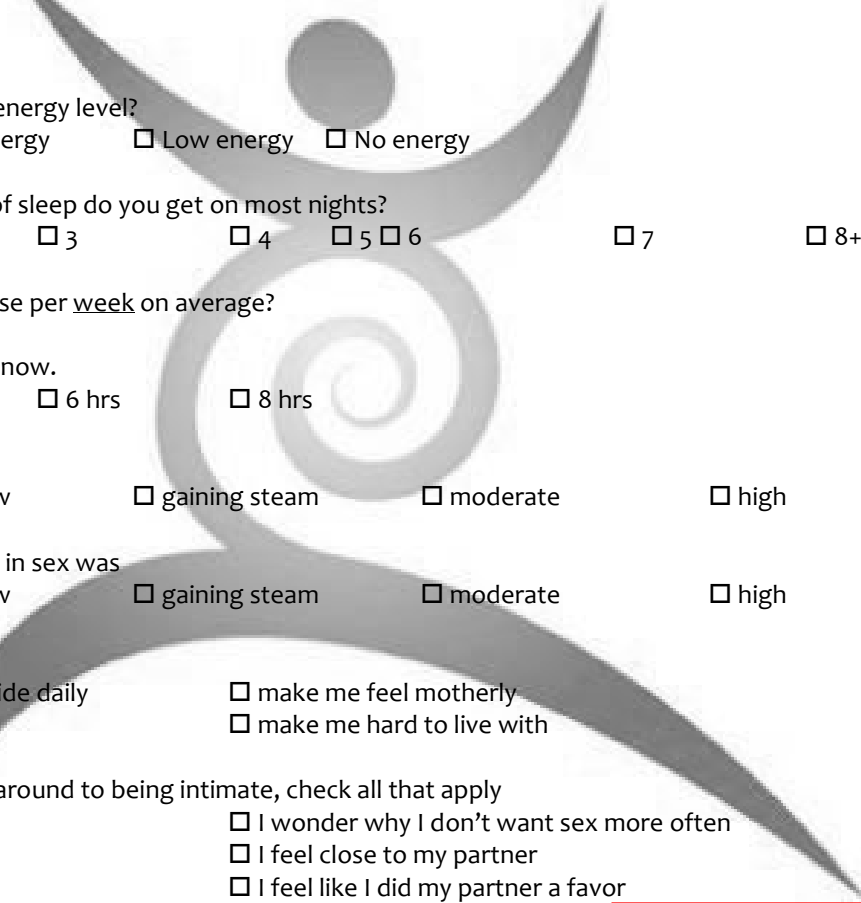 energy level?
ergy ☐ Low energy ☐ No energy
of sleep do you get on most nights?
☐ 3 ☐ 4 ☐ 5 ☐ 6 ☐ 7 ☐ 8+
se per week on average?
now.
☐ 6 hrs ☐ 8 hrs
w ☐ gaining steam ☐ moderate ☐ high
in sex was
w ☐ gaining steam ☐ moderate ☐ high
ide daily ☐ make me feel motherly
☐ make me hard to live with
around to being intimate, check all that apply
☐ I wonder why I don't want sex more often
☐ I feel close to my partner
☐ I feel like I did my partner a favor